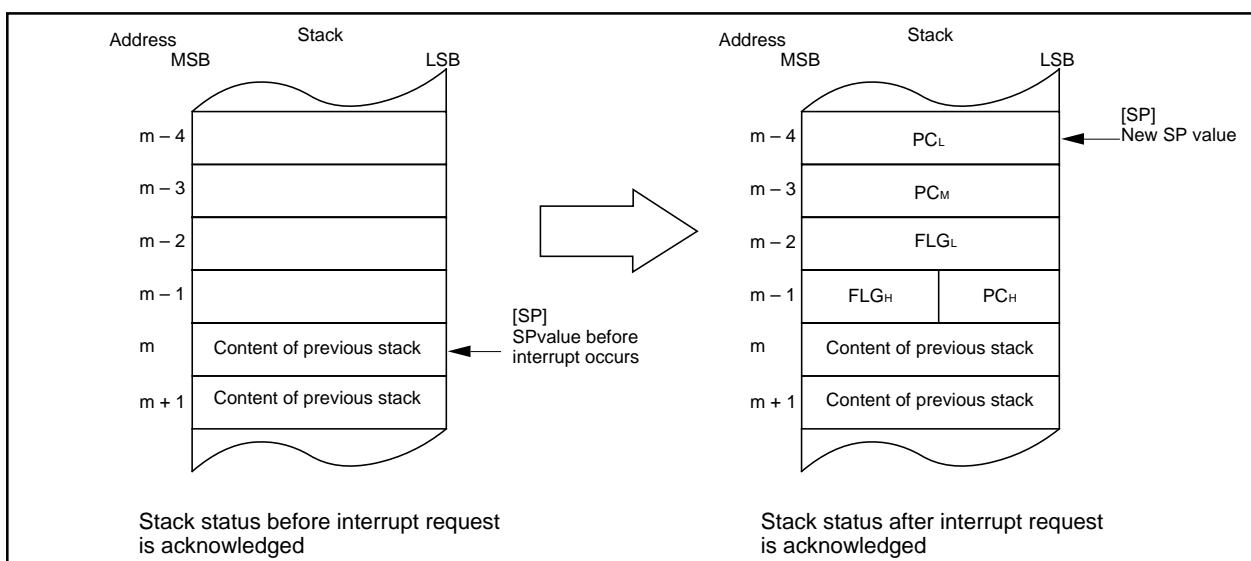 Address
Stack
MSB
LSB
m – 4
m – 3
m – 2
m – 1
m
Content of previous stack
m + 1
Content of previous stack
[SP]
SPvalue before
interrupt occurs
Stack status before interrupt request
is acknowledged
Address
Stack
MSB
LSB
m – 4
PCL
[SP]
New SP value
m – 3
PCM
m – 2
FLGL
m – 1
FLGH
PCH
m
Content of previous stack
m + 1
Content of previous stack
Stack status after interrupt request
is acknowledged